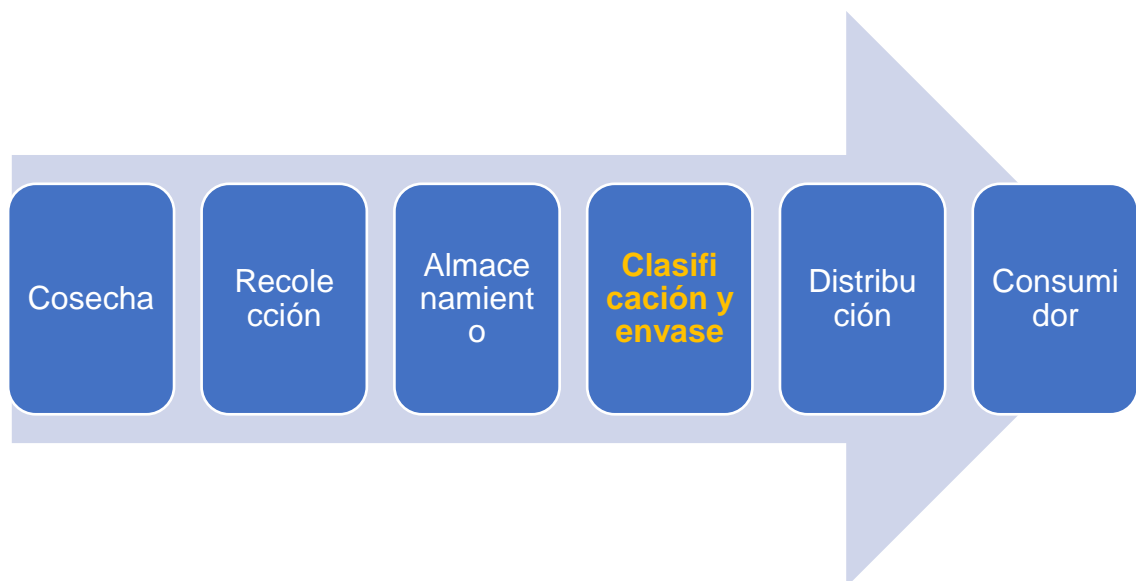 Cosecha
Recole
cción
Almace
namient
o
Clasifi
cación y
envase
Distribu
ción
Consumi
dor